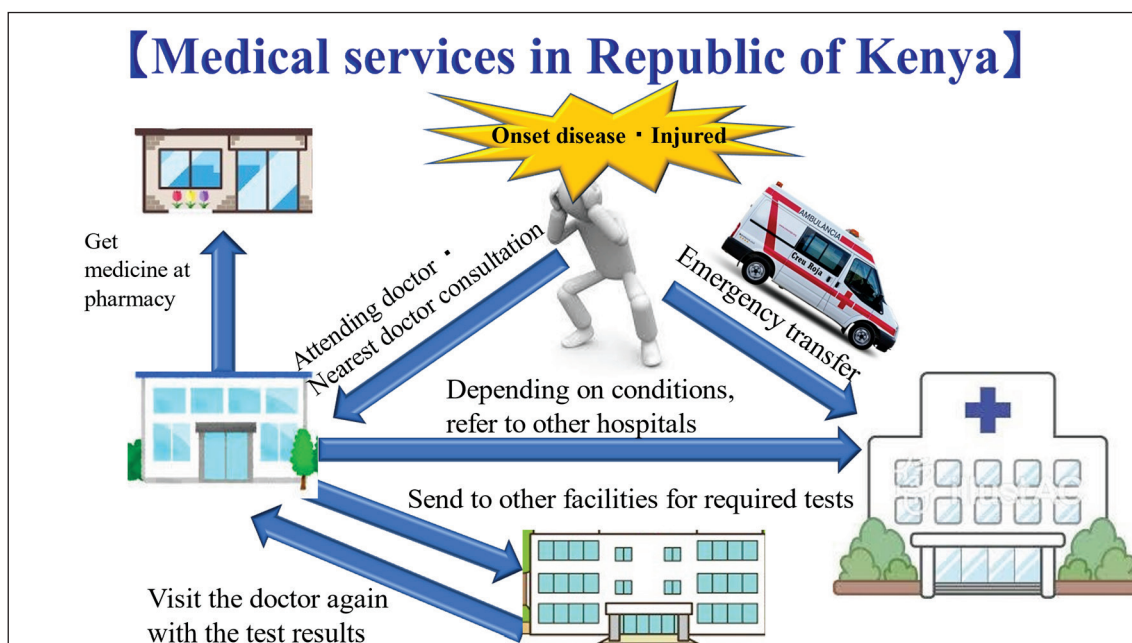 【Medical services in Republic of Kenya】
Onset disease・Injured
Get
medicine at
pharmacy
Attending doctor・
Nearest doctor consultation
AMBULANCIA
Creu Roja
Emergency transfer
Depending on conditions,
refer to other hospitals
Send to other facilities for required tests
Visit the doctor again
with the test results